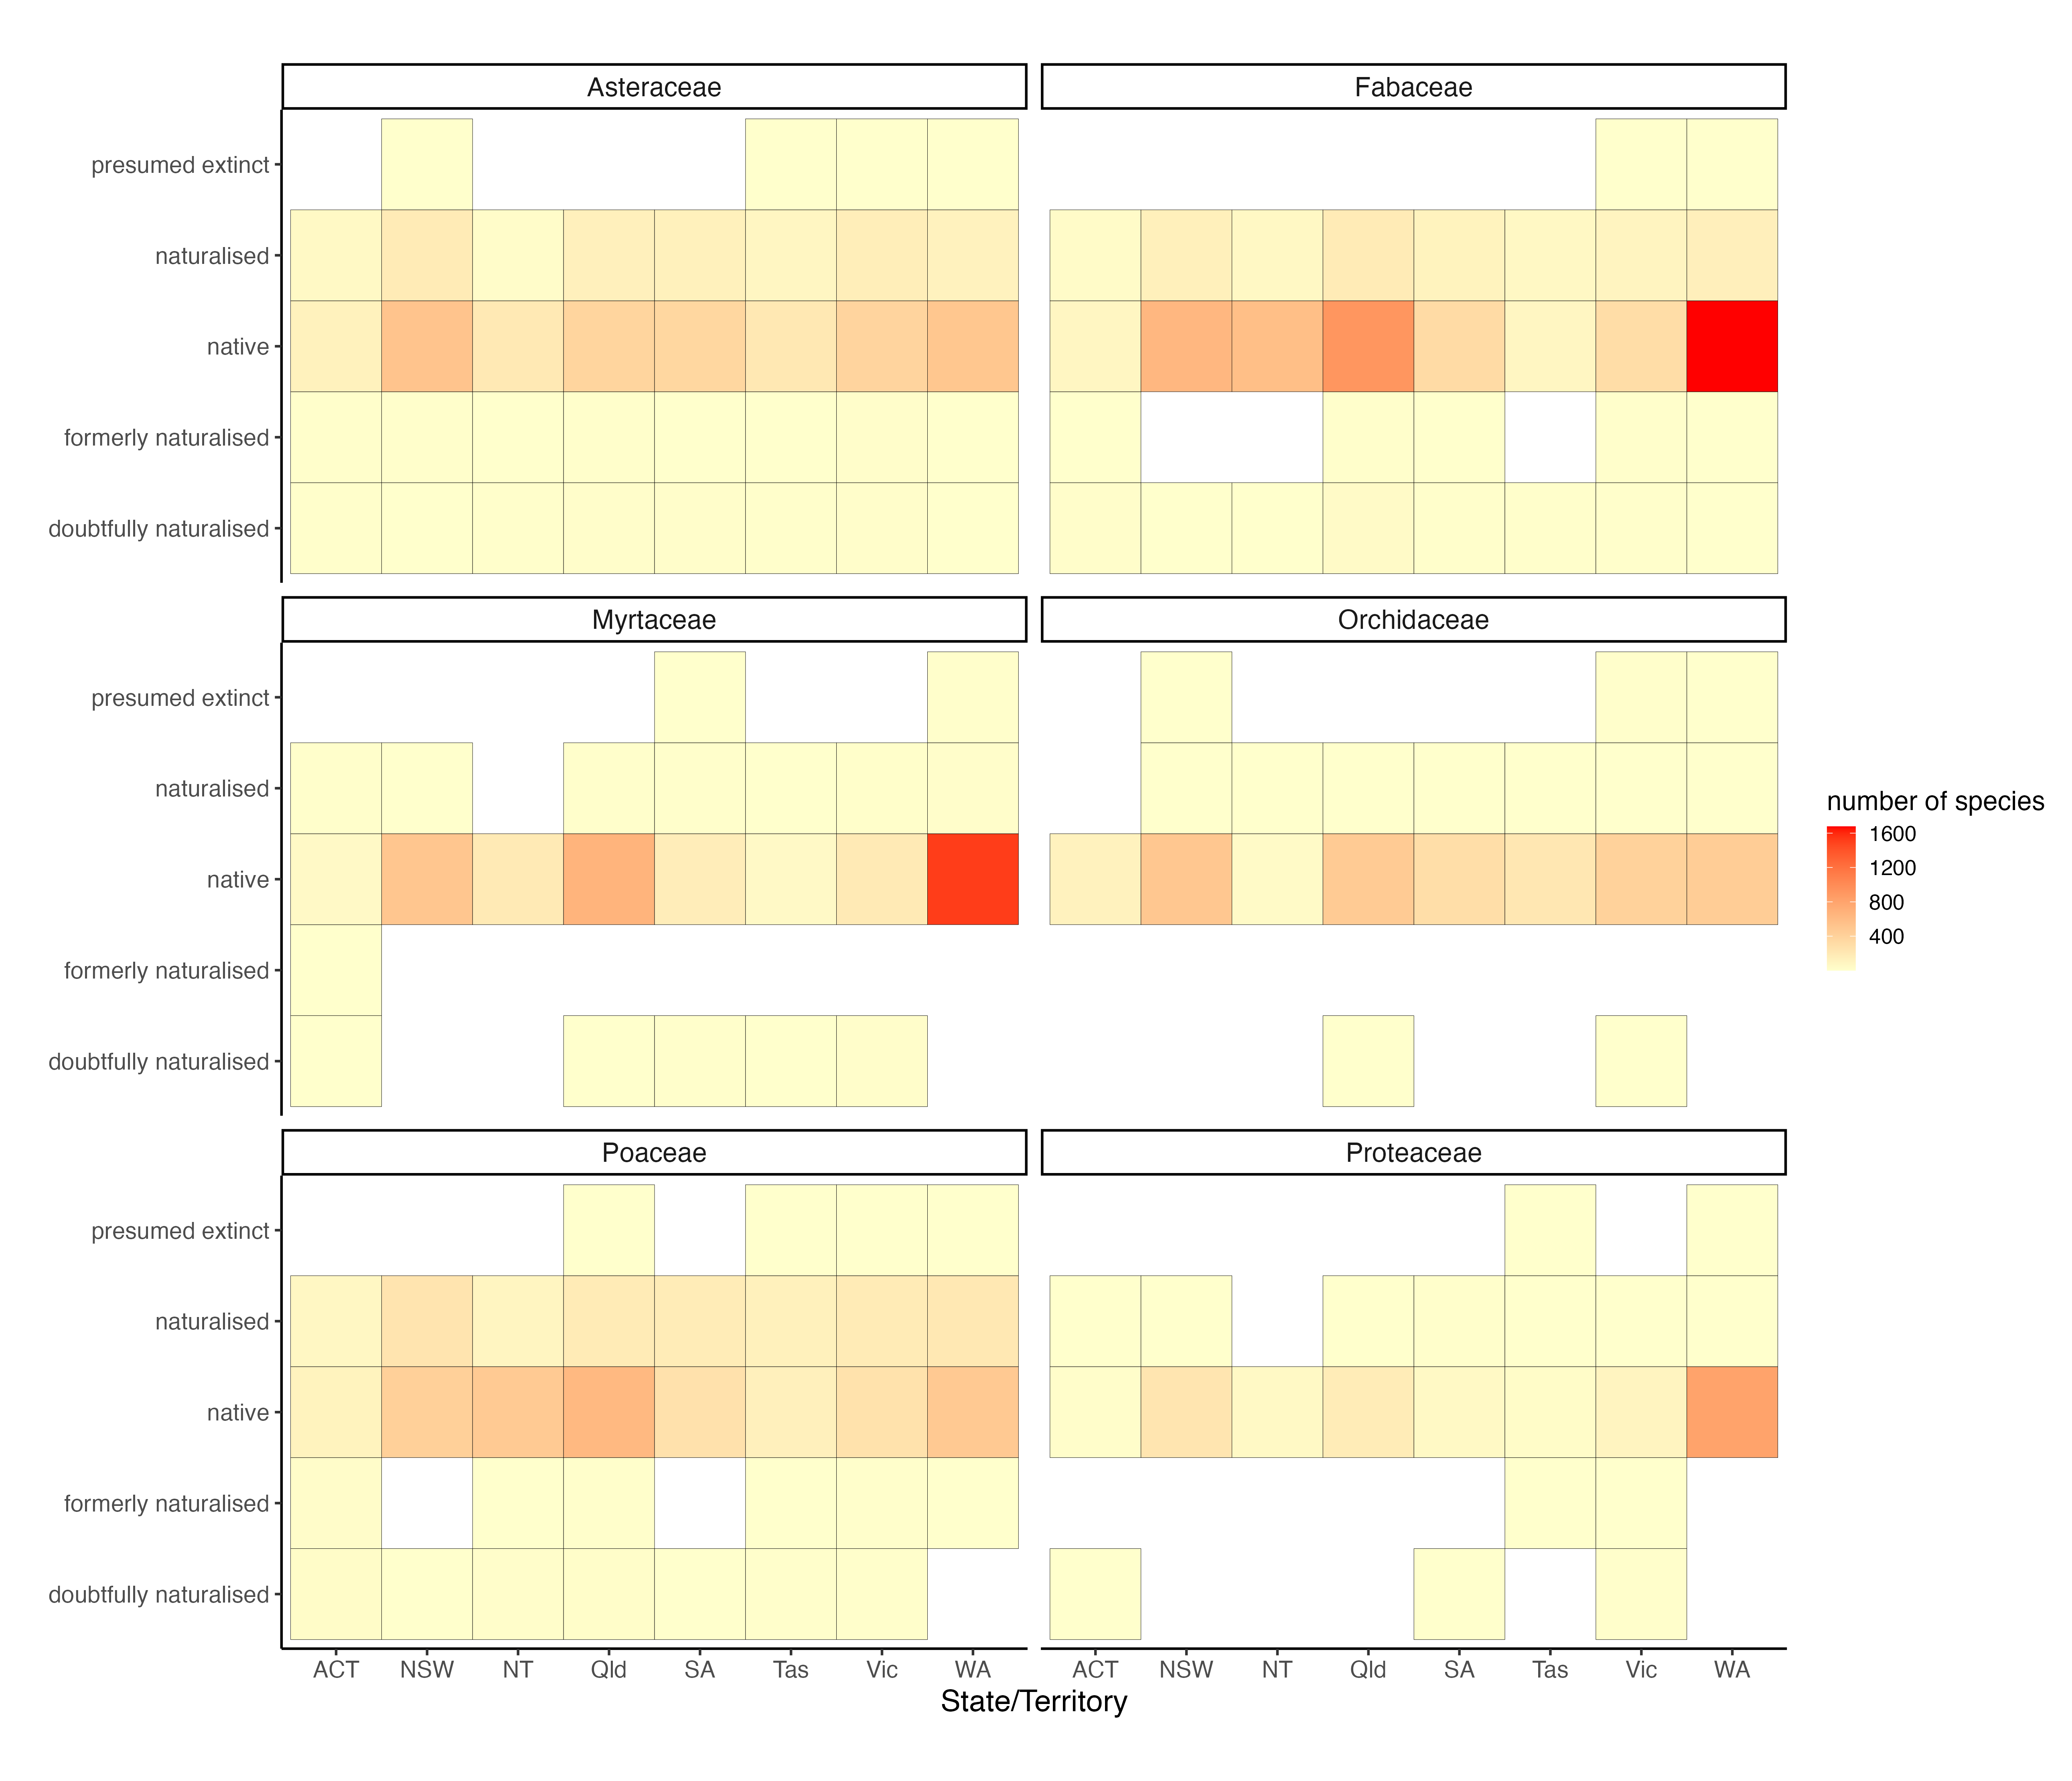 Asteraceae
Fabaceae
presumed extinct
naturalised
native
formerly naturalised
doubtfully naturalised
Myrtaceae
Orchidaceae
presumed extinct
naturalised
native
formerly naturalised
doubtfully naturalised
number of species
1600
1200
800
400
Poaceae
Proteaceae
presumed extinct
naturalised
native
formerly naturalised
doubtfully naturalised
ACT NSW NT Qld SA Tas Vic WA
ACT NSW NT Qld SA Tas Vic WA
State/Territory